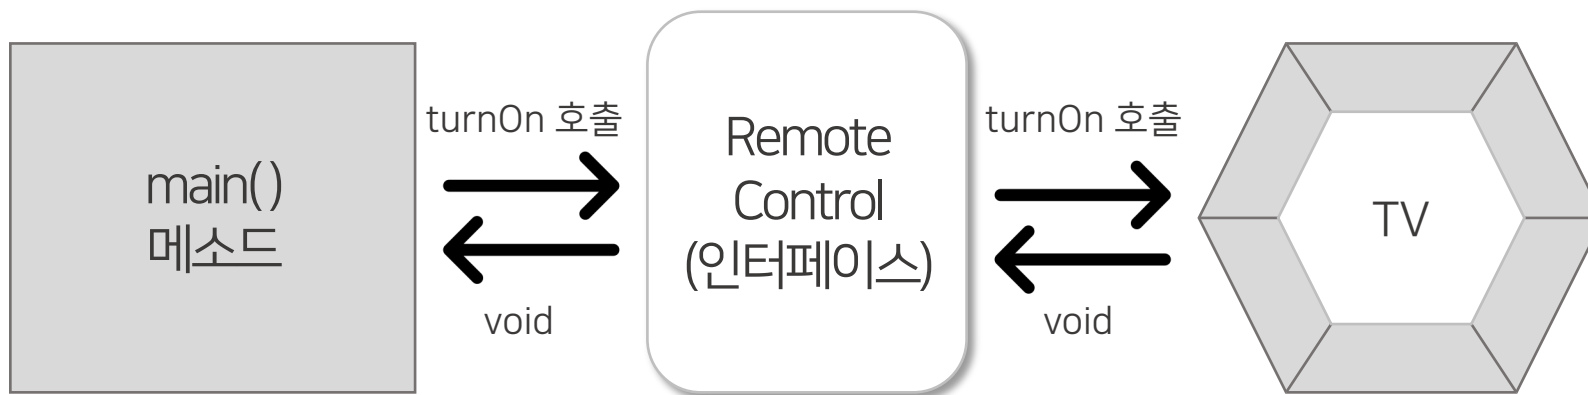 main( )
메소드
turnOn 호출
void
Remote
Control
(인터페이스)
turnOn 호출
void
TV